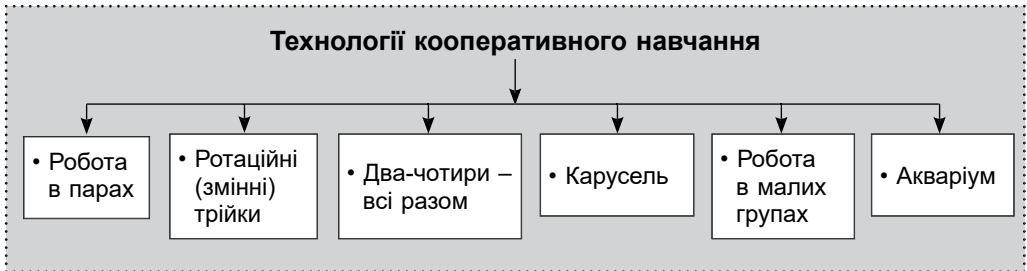 Технології кооперативного навчання
• Робота
в парах
• Ротаційні
(змінні)
трійки
• Два-чотири –
всі разом
• Карусель
• Робота
в малих
групах
• Акваріум